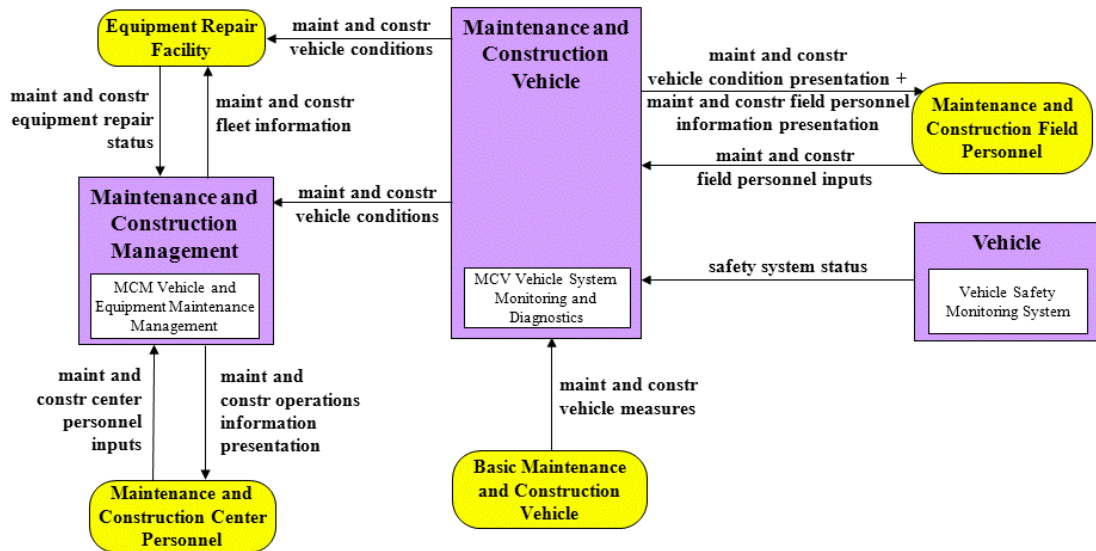 Equipment Repair
Facility
maint and constr
vehicle conditions
Maintenance and
Construction
Vehicle
maint and constr
vehicle condition presentation +
maint and constr field personnel
information presentation
Maintenance and
Construction Field
Personnel
maint and constr
equipment repair
status
maint and constr
fleet information
maint and constr
field personnel inputs
Maintenance and
Construction
Management
maint and constr
vehicle conditions
MCM Vehicle and
Equipment Maintenance
Management
MCV Vehicle System
Monitoring and
Diagnostics
safety system status
Vehicle
Vehicle Safety
Monitoring System
maint and
constr center
personnel
inputs
maint and
constr operations
information
presentation
maint and constr
vehicle measures
Maintenance and
Construction Center
Personnel
Basic Maintenance
and Construction
Vehicle